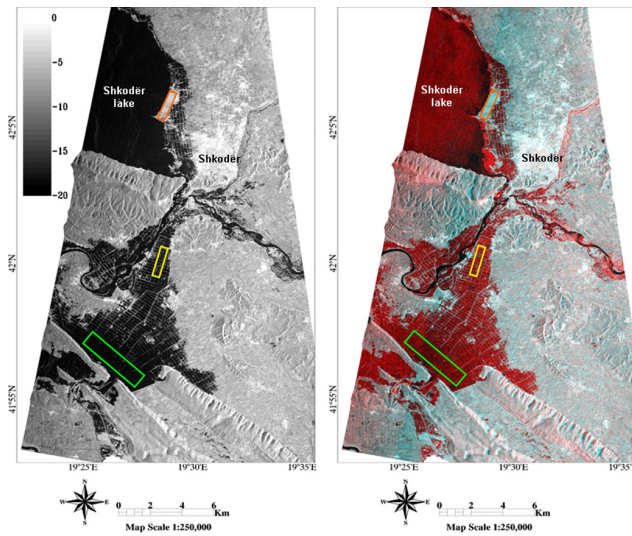 0
−5
−10
−15
−20
Shkodër
lake
Shkodër
42°5'N
42°N
41°55'N
19°25'E
19°30'E
19°35'E
N
W
E
S
0 2 4 6
Km
Map Scale 1:250,000
Shkodër
lake
Shkodër
42°5'N
42°N
41°55'N
19°25'E
19°30'E
19°35'E
N
W
E
S
0 2 4 6
Km
Map Scale 1:250,000